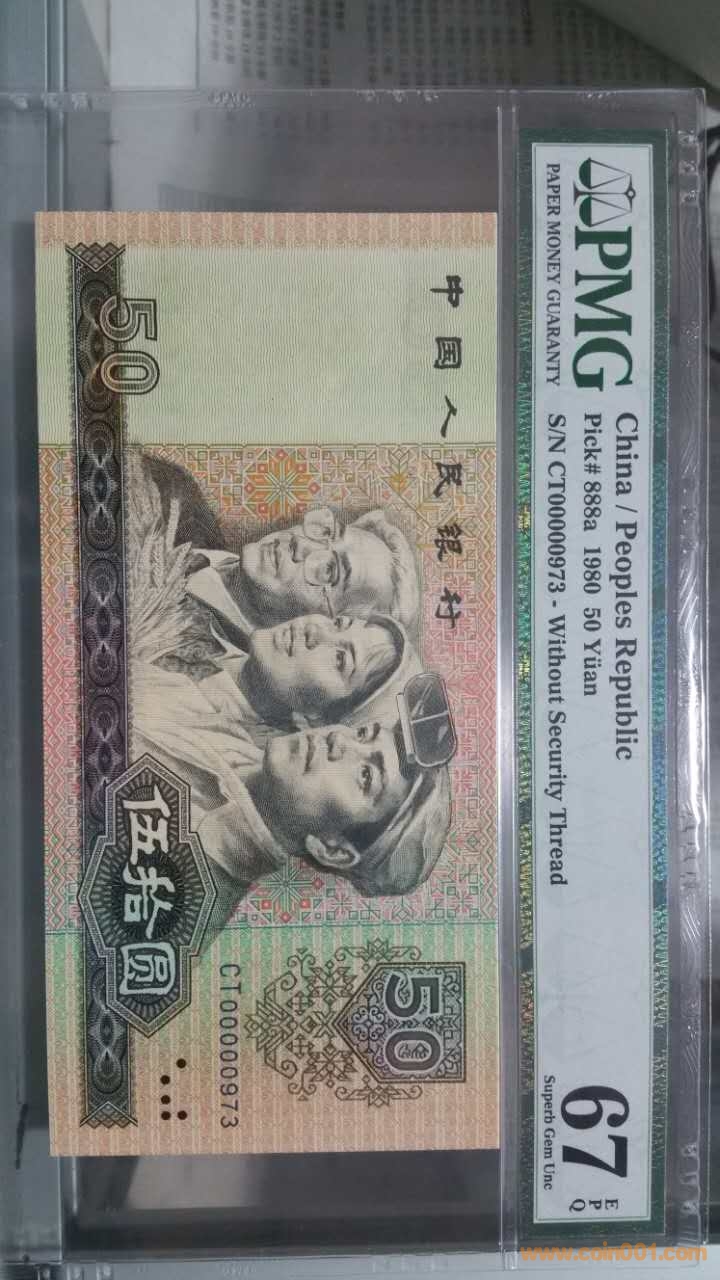 PMG
PAPER MONEY GUARANTY
China / Peoples Republic
Pick# 888a 1980 50 Yüan
S/N CT00000973 - Without Security Thread
67
EPQ
Superb Gem Unc
中国人民银行
50
CT00000973
50
伍拾圆
www.coin001.com